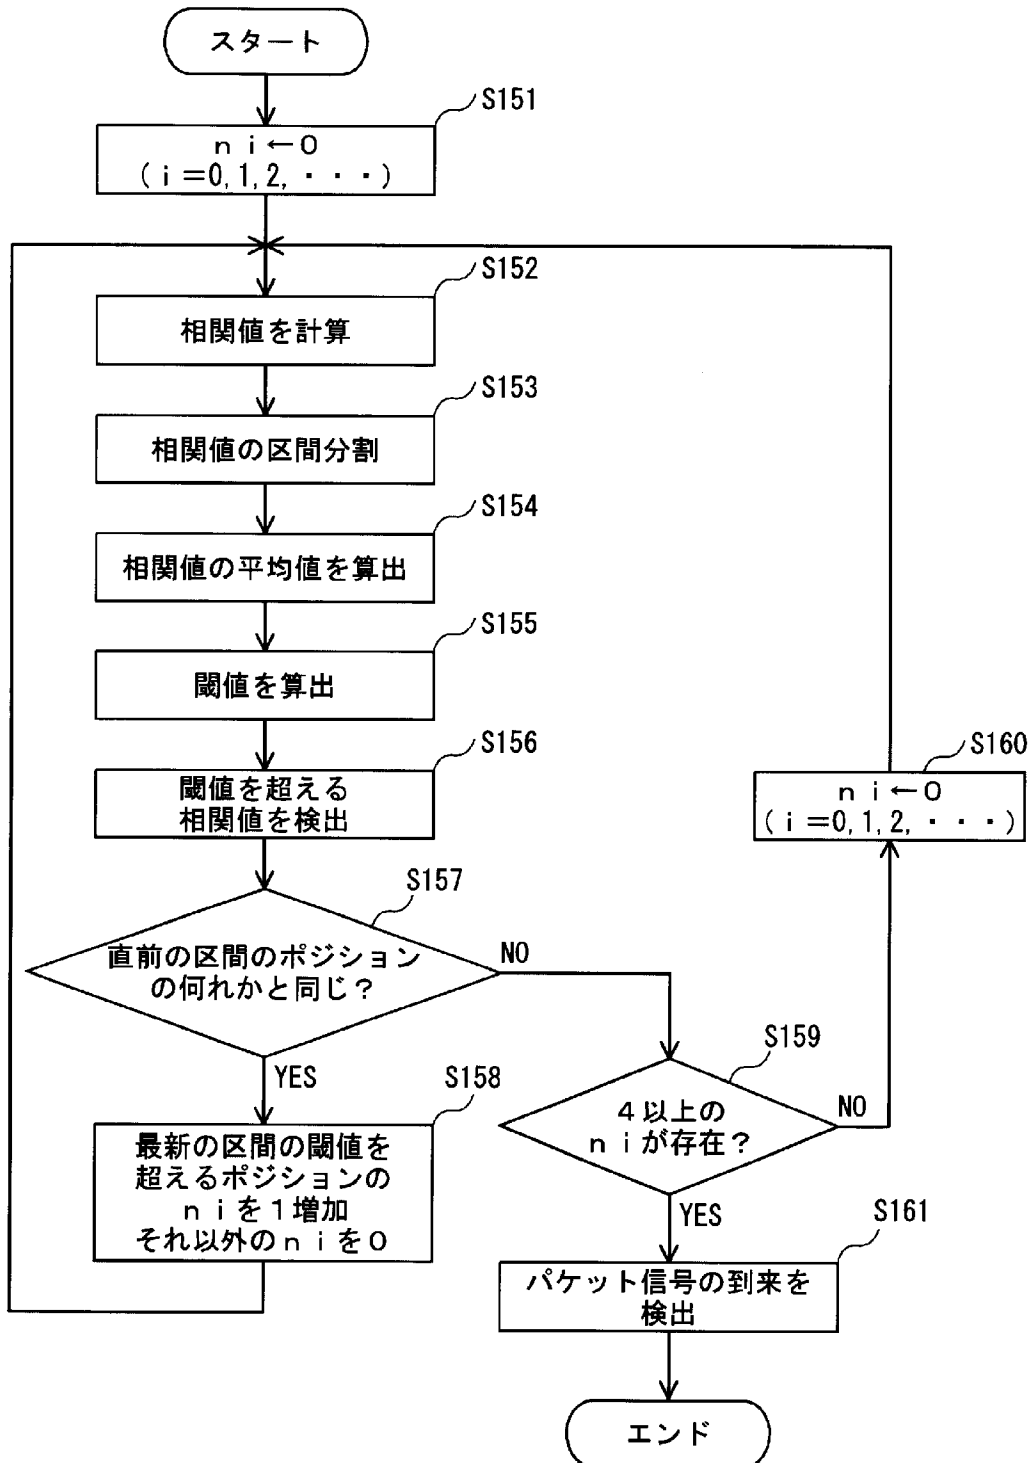 スタート
S151
ni←0
(i=0,1,2,・・・)
S152
相関値を計算
S153
相関値の区間分割
S154
相関値の平均値を算出
S155
閾値を算出
S156
閾値を超える
相関値を検出
S160
ni←0
(i=0,1,2,・・・)
S157
直前の区間のポジション
の何れかと同じ?
NO
YES
S158
最新の区間の閾値を
超えるポジションの
niを1増加
それ以外のniを0
S159
4以上の
niが存在?
NO
YES
S161
パケット信号の到来を
検出
エンド